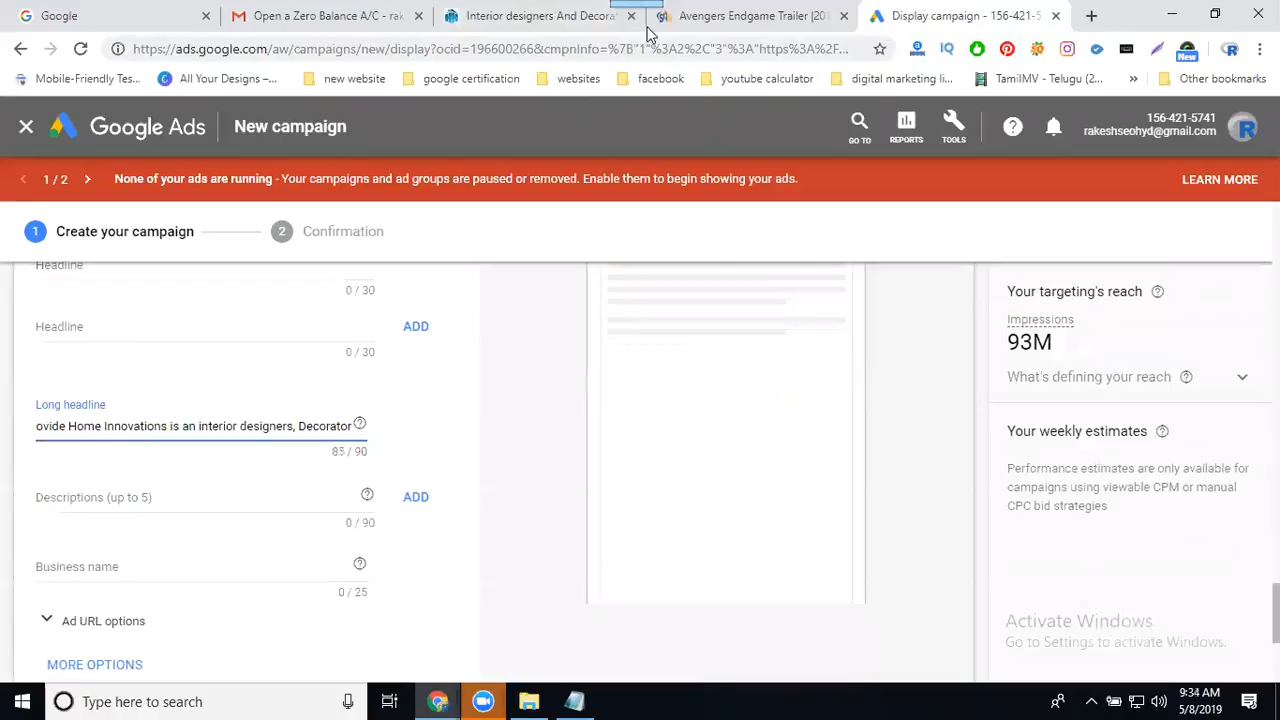 Google
Open a Zero Balance A/C - rak
Interior designers And Decorat
Avengers Endgame Trailer |201
Display campaign - 156-421-5
https://ads.google.com/aw/campaigns/new/display?ocid=196600266&cmpnInfo=%7B"1"%3A2%2C"3"%3A"https%3A%2F...
New
Mobile-Friendly Tes...
All Your Designs –...
new website
google certification
websites
facebook
youtube calculator
digital marketing li...
TamilMV - Telugu (2...
»
Other bookmarks
Google Ads
New campaign
GO TO
REPORTS
TOOLS
156-421-5741
rakeshseohyd@gmail.com
1 / 2
None of your ads are running - Your campaigns and ad groups are paused or removed. Enable them to begin showing your ads.
LEARN MORE
1 Create your campaign
2 Confirmation
Headline
0 / 30
Headline
ADD
0 / 30
Long headline
ovide Home Innovations is an interior designers, Decorator
85 / 90
Descriptions (up to 5)
ADD
0 / 90
Business name
0 / 25
Ad URL options
MORE OPTIONS
Your targeting's reach
Impressions
93M
What's defining your reach
Your weekly estimates
Performance estimates are only available for
campaigns using viewable CPM or manual
CPC bid strategies
Activate Windows
Go to Settings to activate Windows.
Type here to search
9:34 AM
5/8/2019